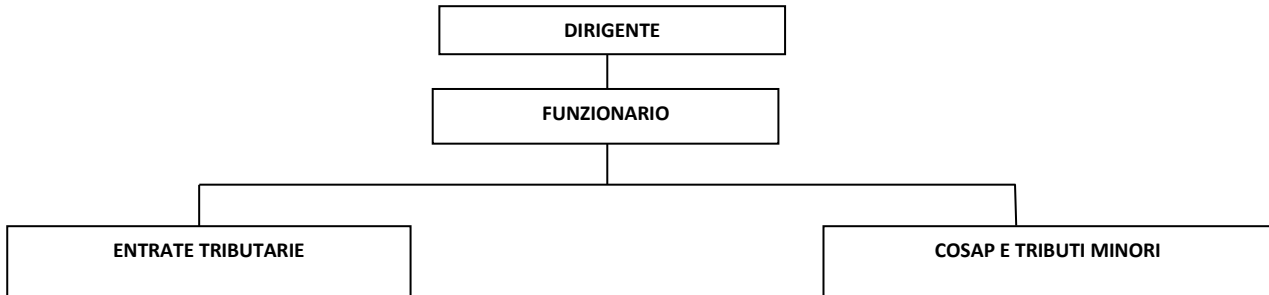 DIRIGENTE
FUNZIONARIO
ENTRATE TRIBUTARIE
COSAP E TRIBUTI MINORI